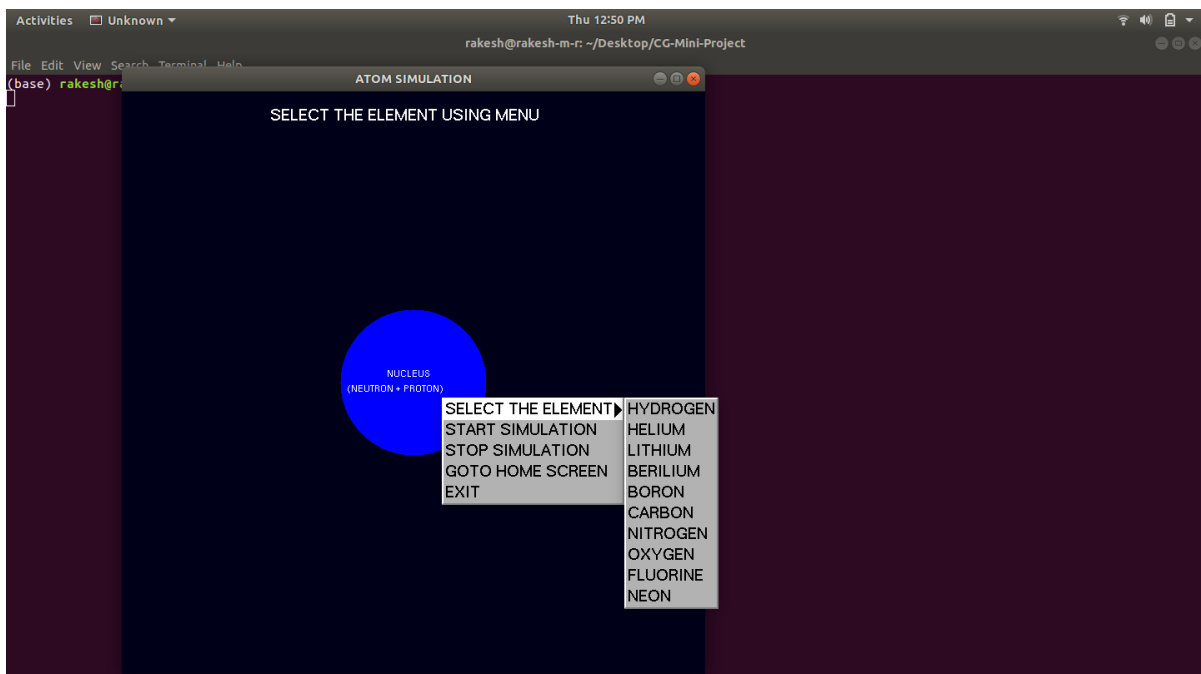 Activities Unknown Thu 12:50 PM
rakesh@rakesh-m-r: ~/Desktop/CG-Mini-Project
File Edit View Search Terminal Help
(base) rakesh@r
ATOM SIMULATION
SELECT THE ELEMENT USING MENU
NUCLEUS
(NEUTRON + PROTON)
SELECT THE ELEMENT
START SIMULATION
STOP SIMULATION
GOTO HOME SCREEN
EXIT
HYDROGEN
HELIUM
LITHIUM
BERILIUM
BORON
CARBON
NITROGEN
OXYGEN
FLUORINE
NEON